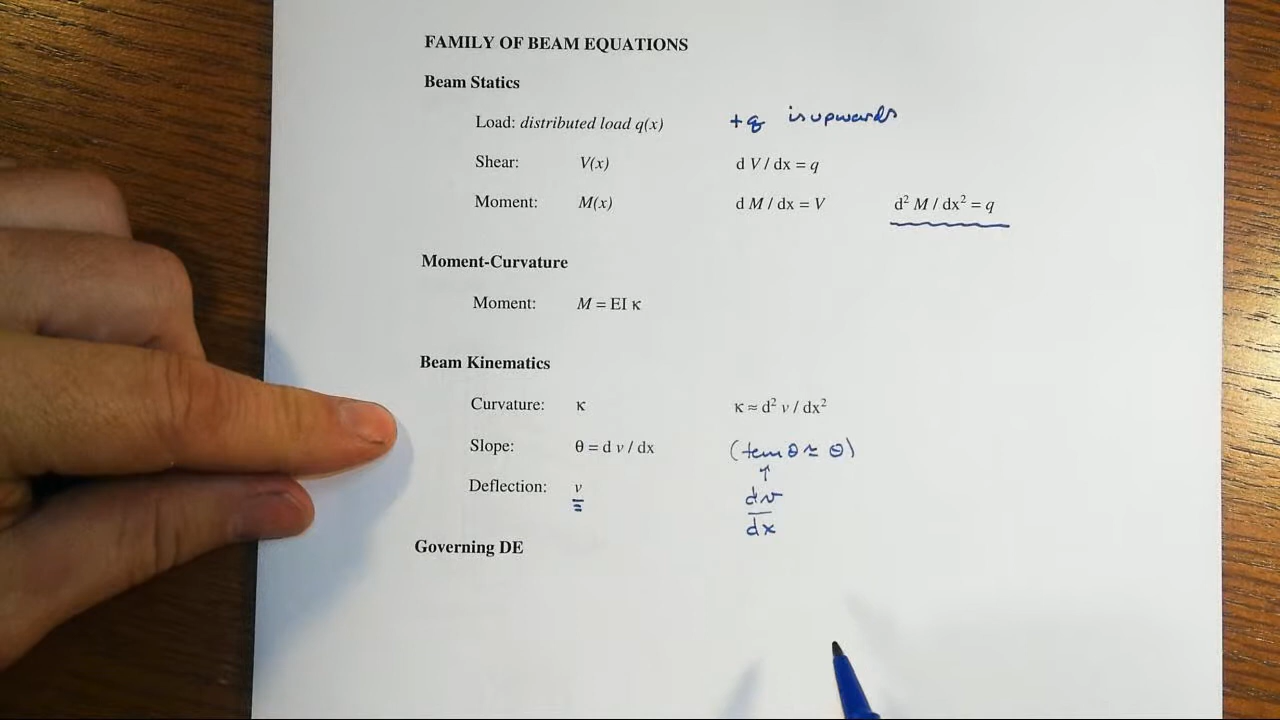 FAMILY OF BEAM EQUATIONS
Beam Statics
Load: distributed load q(x) +q is upwards
Shear: V(x) d V / dx = q
Moment: M(x) d M / dx = V d² M / dx² = q
Moment-Curvature
Moment: M = EI κ
Beam Kinematics
Curvature: κ κ ≈ d² v / dx²
Slope: θ = d v / dx (tan θ ≈ θ)
↑
Deflection: v dv
dx
Governing DE